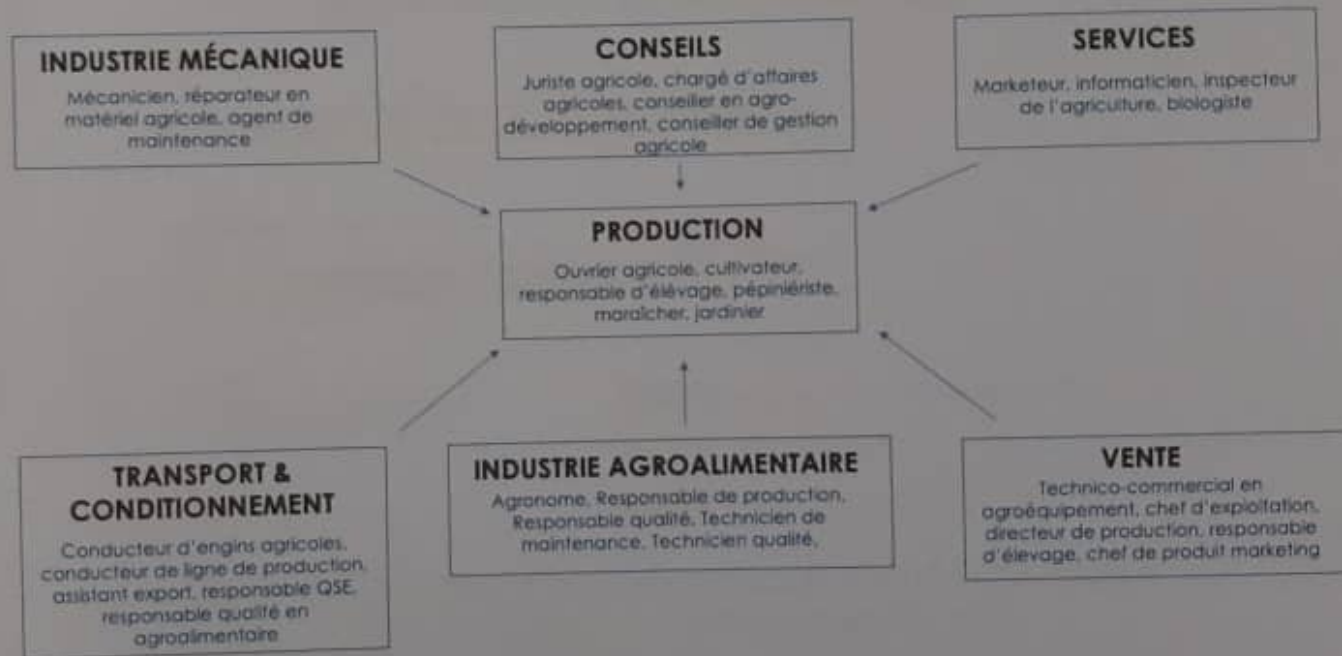 INDUSTRIE MÉCANIQUE
Mécanicien, réparateur en
matériel agricole, agent de
maintenance
CONSEILS
Juriste agricole, chargé d'affaires
agricoles, conseiller en agro-
développement, conseiller de gestion
agricole
SERVICES
Marketeur, informaticien, inspecteur
de l'agriculture, biologiste
PRODUCTION
Ouvrier agricole, cultivateur,
responsable d'élevage, pépiniériste,
maraîcher, jardinier
TRANSPORT &
CONDITIONNEMENT
Conducteur d'engins agricoles,
conducteur de ligne de production,
assistant export, responsable QSE,
responsable qualité en
agroalimentaire
INDUSTRIE AGROALIMENTAIRE
Agronome, Responsable de production,
Responsable qualité, Technicien de
maintenance, Technicien qualité,
VENTE
Technico-commercial en
agroéquipement, chef d'exploitation,
directeur de production, responsable
d'élevage, chef de produit marketing